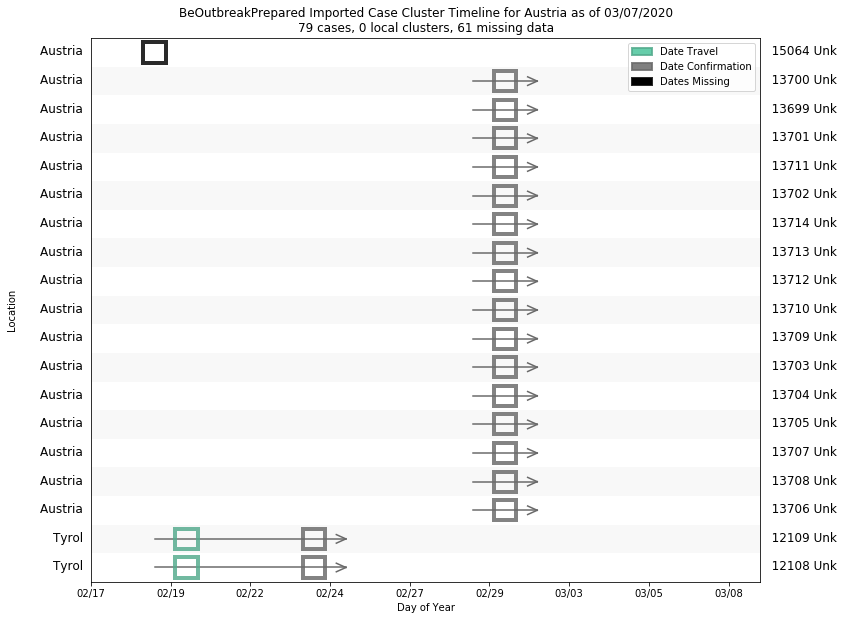 BeOutbreakPrepared Imported Case Cluster Timeline for Austria as of 03/07/2020
79 cases, 0 local clusters, 61 missing data
Date Travel
Date Confirmation
Dates Missing
Austria 15064 Unk
Austria 13700 Unk
Austria 13699 Unk
Austria 13701 Unk
Austria 13711 Unk
Austria 13702 Unk
Austria 13714 Unk
Austria 13713 Unk
Austria 13712 Unk
Austria 13710 Unk
Austria 13709 Unk
Austria 13703 Unk
Austria 13704 Unk
Austria 13705 Unk
Austria 13707 Unk
Austria 13708 Unk
Austria 13706 Unk
Tyrol 12109 Unk
Tyrol 12108 Unk
Location
02/17 02/19 02/22 02/24 02/27 02/29 03/03 03/05 03/08
Day of Year